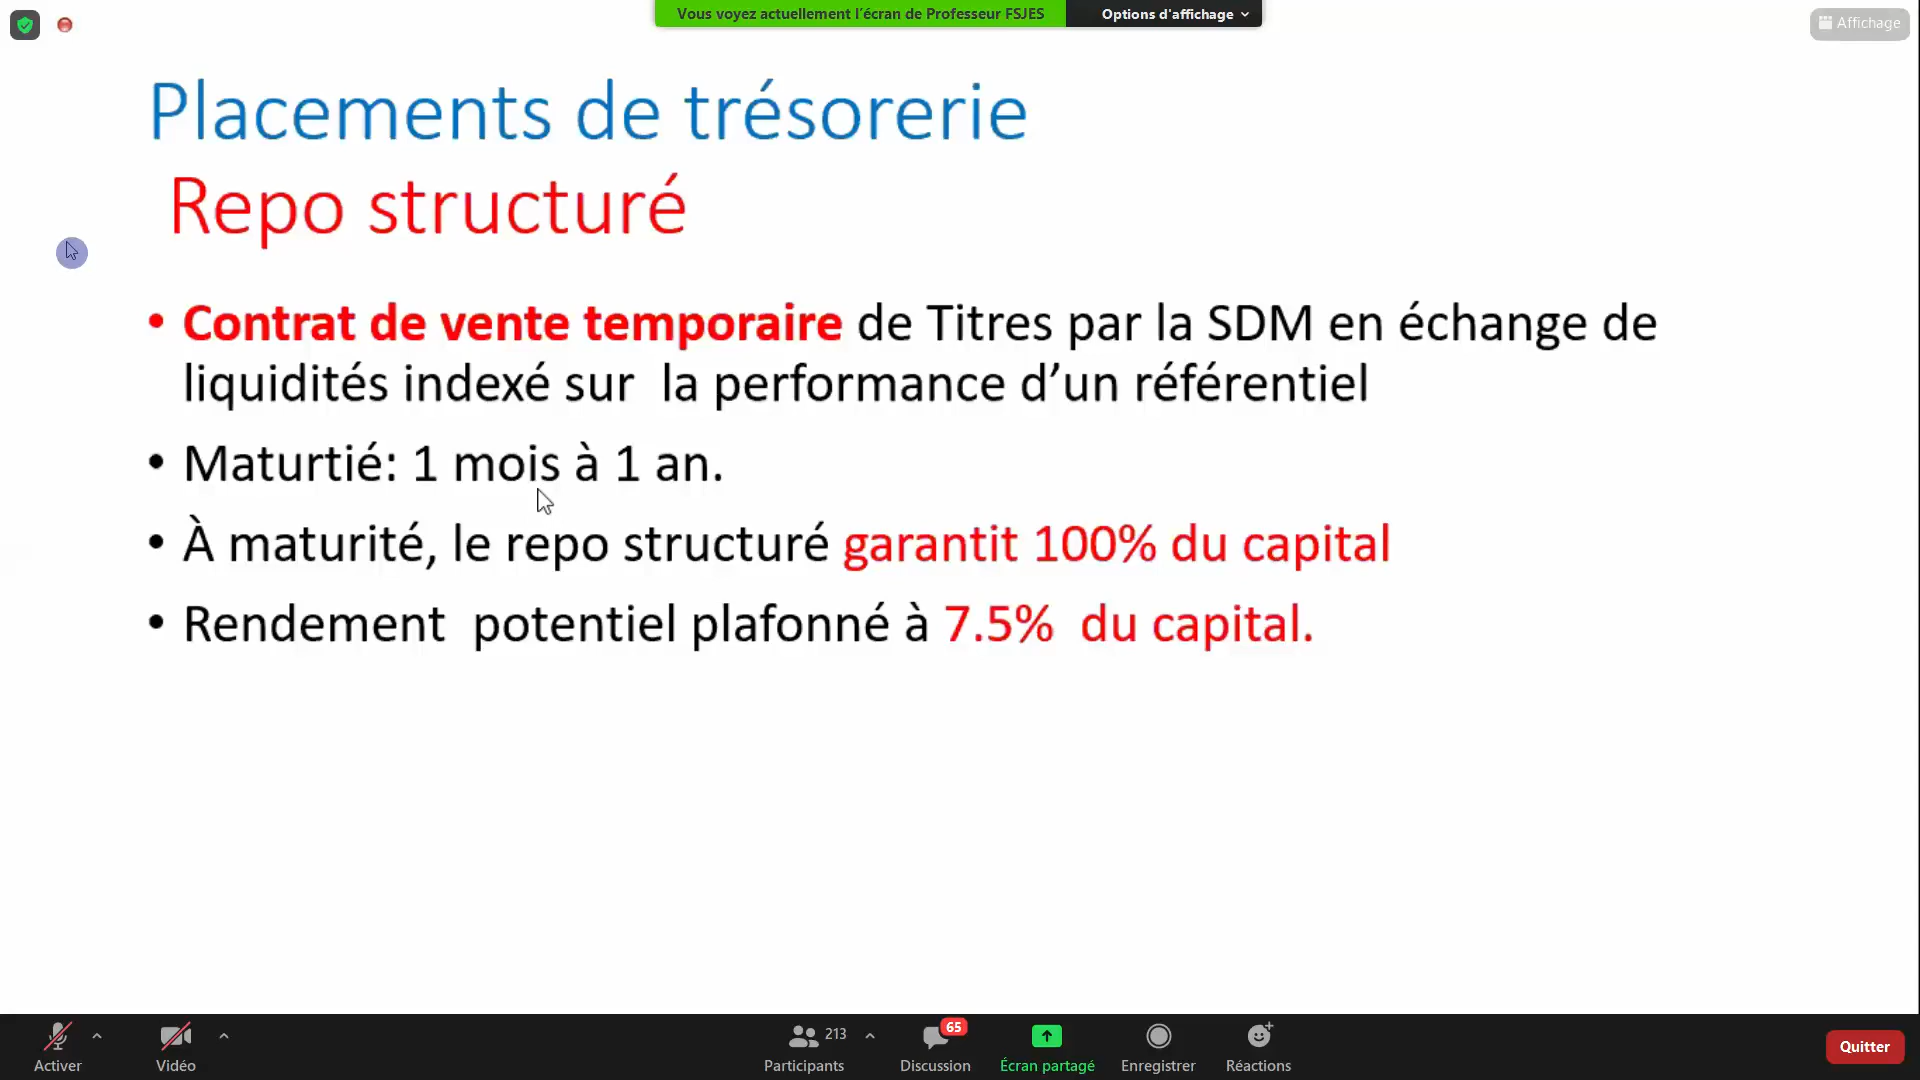 Vous voyez actuellement l'écran de Professeur FSJES
Options d'affichage
Affichage
Placements de trésorerie
Repo structuré
• Contrat de vente temporaire de Titres par la SDM en échange de
liquidités indexé sur la performance d’un référentiel
• Maturtié: 1 mois à 1 an.
• À maturité, le repo structuré garantit 100% du capital
• Rendement potentiel plafonné à 7.5% du capital.
Activer
Vidéo
213
Participants
65
Discussion
Écran partagé
Enregistrer
Réactions
Quitter